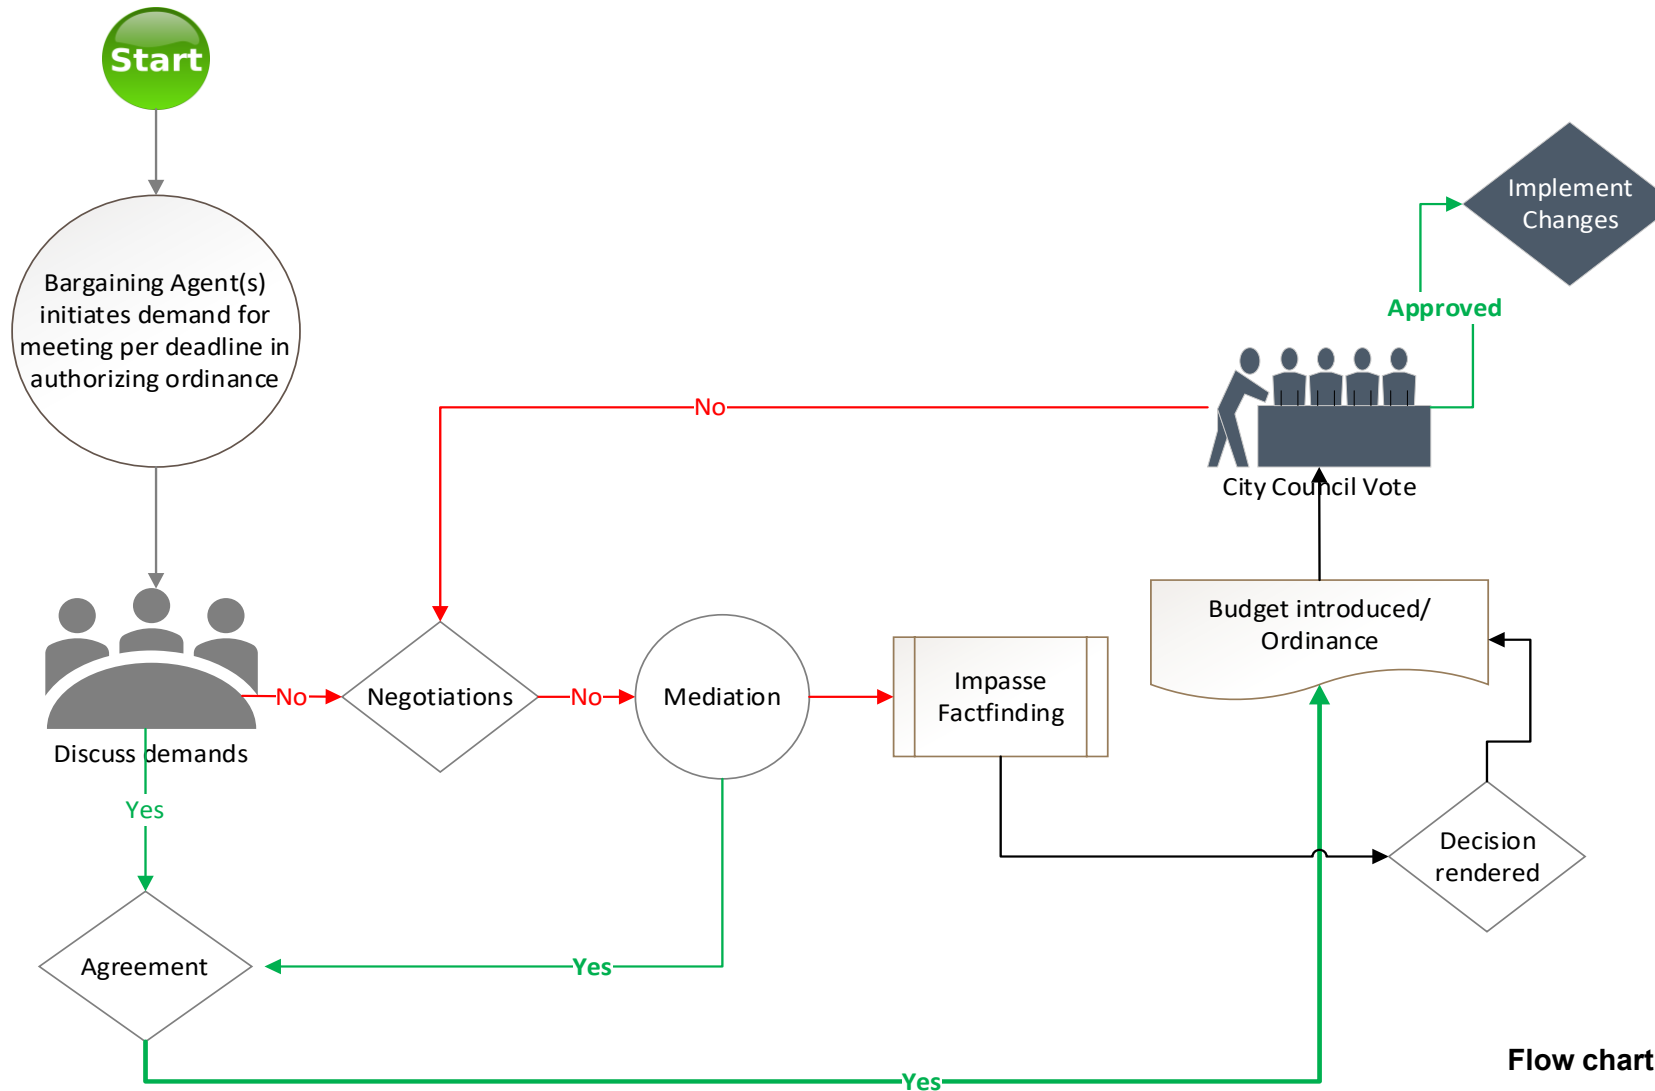 Start
Bargaining Agent(s)
initiates demand for
meeting per deadline in
authorizing ordinance
Implement
Changes
Approved
No
City Council Vote
Budget introduced/
Ordinance
No
Negotiations
No
Mediation
Impasse
Factfinding
Discuss demands
Yes
Decision
rendered
Agreement
Yes
Yes
Flow chart